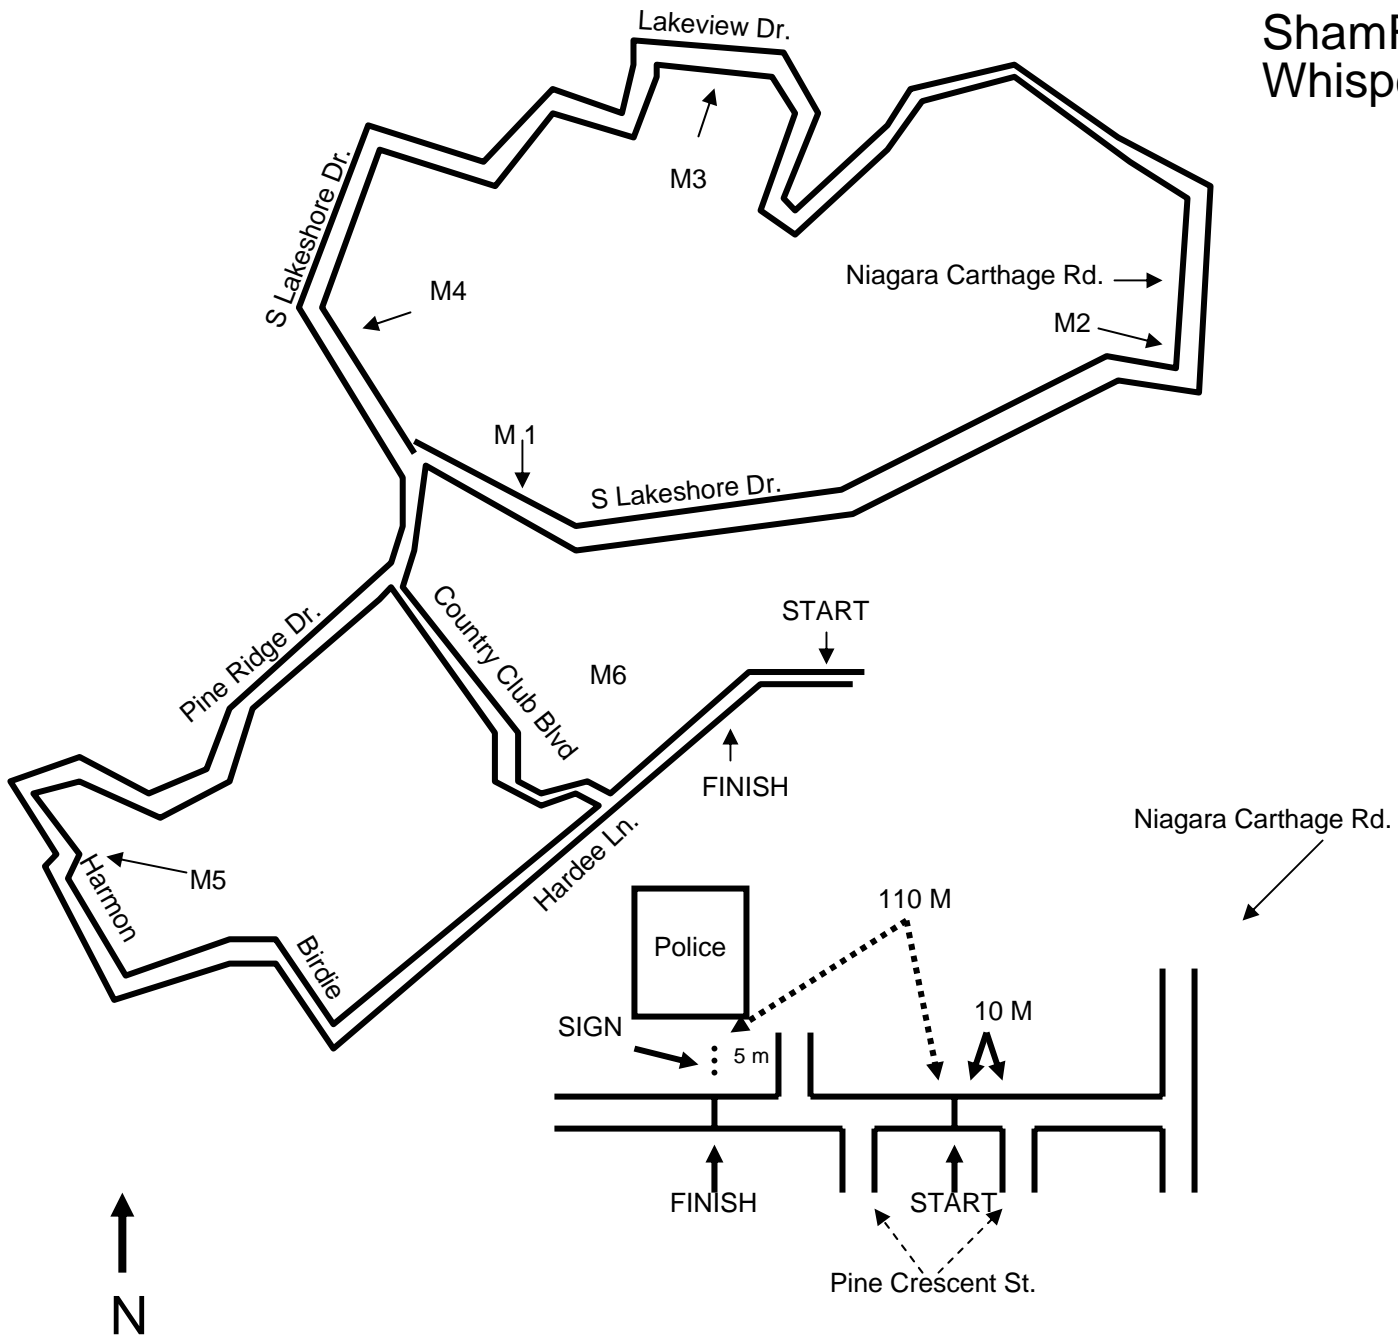 Lakeview Dr.
S Lakeshore Dr.
M3
Niagara Carthage Rd.
M4
M2
M 1
S Lakeshore Dr.
START
Country Club Blvd
Pine Ridge Dr.
M6
FINISH
Hardee Ln.
Niagara Carthage Rd.
Harmon
M5
110 M
Birdie
Police
10 M
SIGN
5 m
FINISH
START
Pine Crescent St.
N